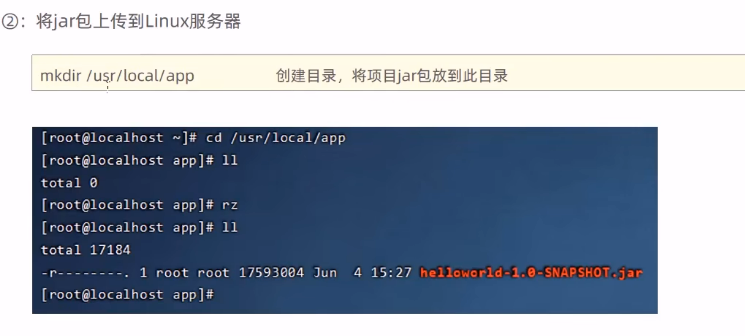 ②：将jar包上传到Linux服务器
mkdir /usr/local/app 创建目录，将项目jar包放到此目录
[root@localhost ~]# cd /usr/local/app
[root@localhost app]# ll
total 0
[root@localhost app]# rz
[root@localhost app]# ll
total 17184
-r--------. 1 root root 17593004 Jun  4 15:27 helloworld-1.0-SNAPSHOT.jar
[root@localhost app]#